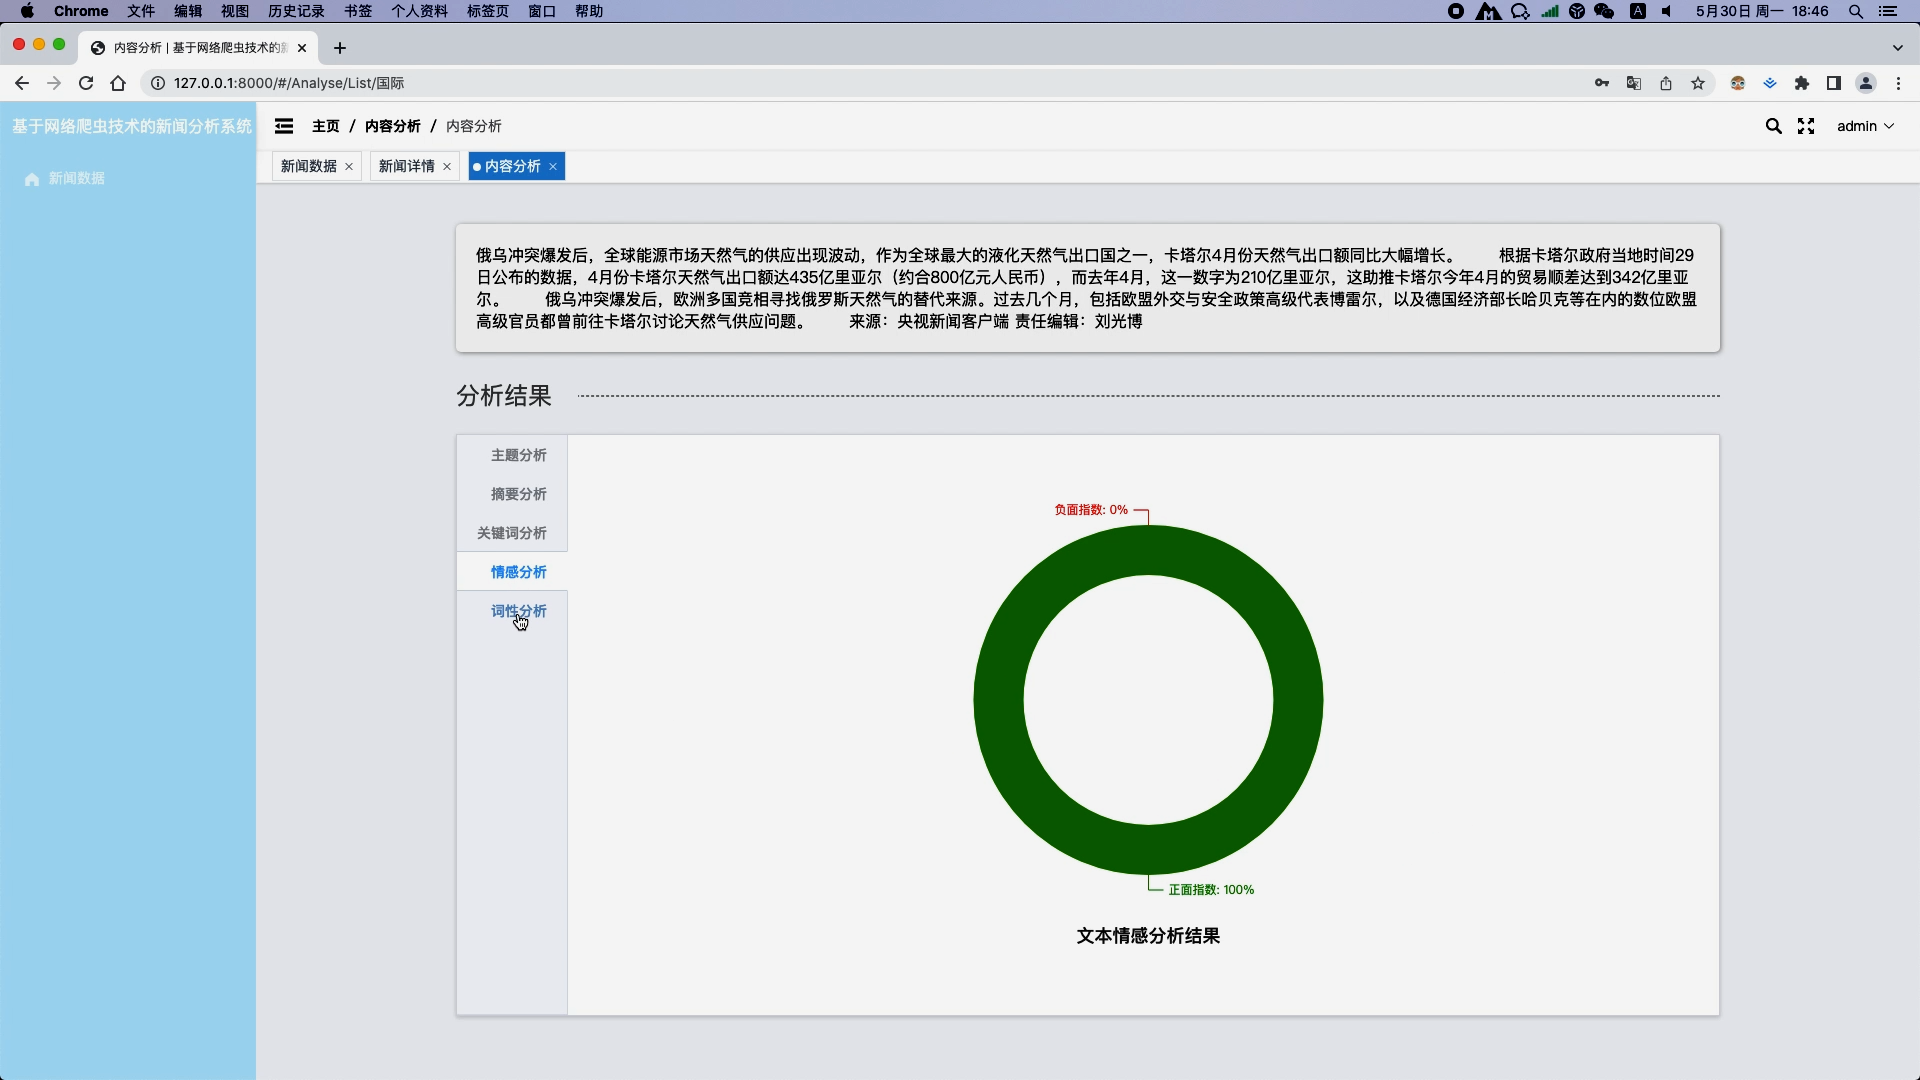 Chrome 文件 编辑 视图 历史记录 书签 个人资料 标签页 窗口 帮助 A 5月30日 周一 18:46
内容分析 | 基于网络爬虫技术的新
127.0.0.1:8000/#/Analyse/List/国际
基于网络爬虫技术的新闻分析系统
主页 / 内容分析 / 内容分析
admin
新闻数据
新闻数据 × 新闻详情 × 内容分析 ×
俄乌冲突爆发后，全球能源市场天然气的供应出现波动，作为全球最大的液化天然气出口国之一，卡塔尔4月份天然气出口额同比大幅增长。 根据卡塔尔政府当地时间29
日公布的数据，4月份卡塔尔天然气出口额达435亿里亚尔（约合800亿元人民币），而去年4月，这一数字为210亿里亚尔，这助推卡塔尔今年4月的贸易顺差达到342亿里亚
尔。 俄乌冲突爆发后，欧洲多国竞相寻找俄罗斯天然气的替代来源。过去几个月，包括欧盟外交与安全政策高级代表博雷尔，以及德国经济部长哈贝克等在内的数位欧盟
高级官员都曾前往卡塔尔讨论天然气供应问题。 来源：央视新闻客户端 责任编辑：刘光博
分析结果
主题分析
摘要分析
关键词分析
情感分析
词性分析
负面指数: 0%
正面指数: 100%
文本情感分析结果